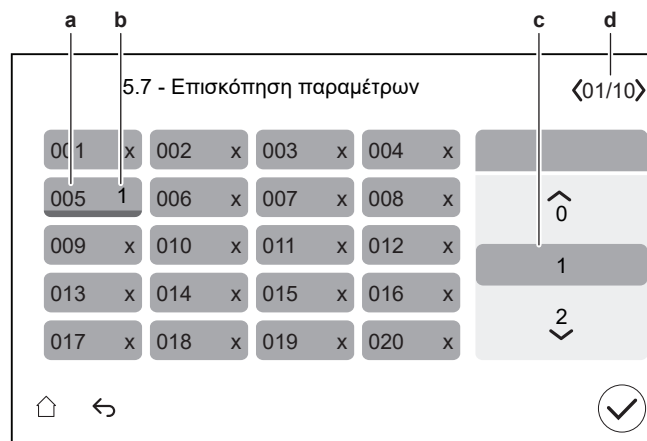 a b c d
5.7 - Επισκόπηση παραμέτρων 01/10
001 x 002 x 003 x 004 x
005 1 006 x 007 x 008 x
0
009 x 010 x 011 x 012 x
1
013 x 014 x 015 x 016 x
2
017 x 018 x 019 x 020 x